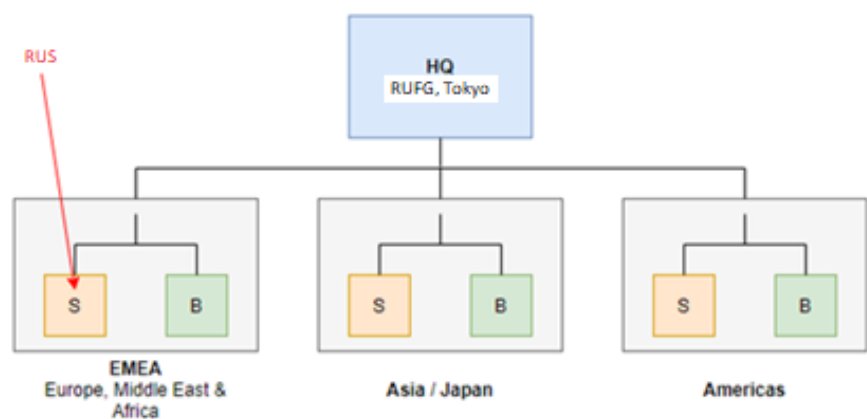 RUS
HQ
RUFG, Tokyo
S
B
S
B
S
B
EMEA
Europe, Middle East &
Africa
Asia / Japan
Americas